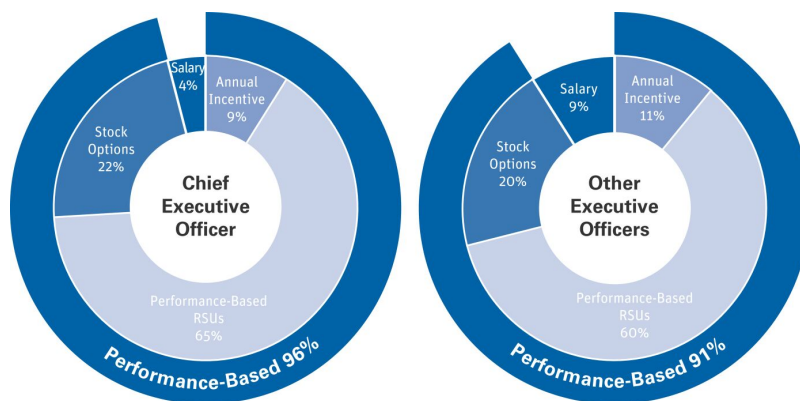 Salary
4%
Annual
Incentive
9%
Stock
Options
22%
Chief
Executive
Officer
Performance-Based
RSUs
65%
Performance-Based 96%
Salary
9%
Annual
Incentive
11%
Stock
Options
20%
Other
Executive
Officers
Performance-Based
RSUs
60%
Performance-Based 91%